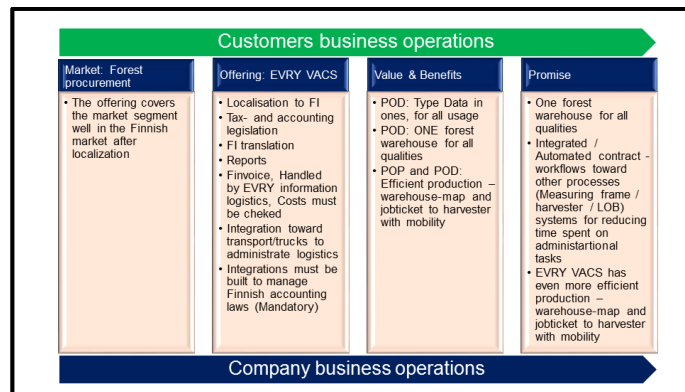 Customers business operations
Market: Forest
procurement
• The offering covers
the market segment
well in the Finnish
market after
localization
Offering: EVRY VACS
• Localisation to FI
• Tax- and accounting
legislation
• FI translation
• Reports
• Finvoice, Handled
by EVRY information
logistics, Costs must
be cheked
• Integration toward
transport/trucks to
administrate logistics
• Integrations must be
built to manage
Finnish accounting
laws (Mandatory)
Value & Benefits
• POD: Type Data in
ones, for all usage
• POD: ONE forest
warehouse for all
qualities
• POP and POD:
Efficient production –
warehouse-map and
jobticket to harvester
with mobility
Promise
• One forest
warehouse for all
qualities
• Integrated /
Automated contract -
workflows toward
other processes
(Measuring frame /
harvester / LOB)
systems for reducing
time spent on
administartional
tasks
• EVRY VACS has
even more efficient
production –
warehouse-map and
jobticket to harvester
with mobility
Company business operations